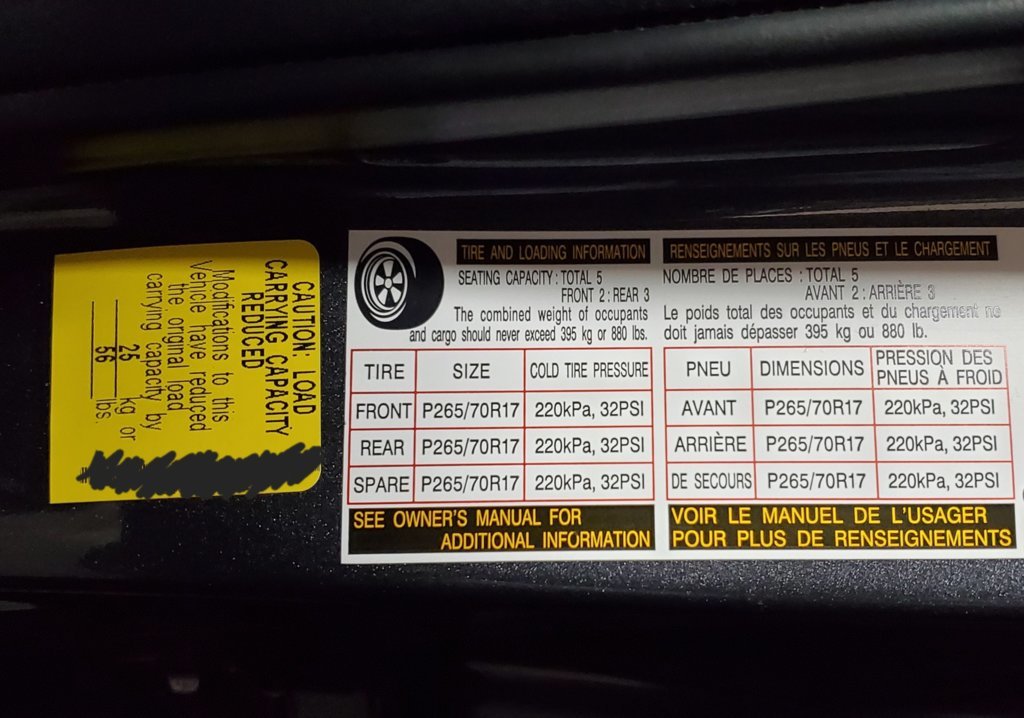 CAUTION: LOAD
CARRYING CAPACITY
REDUCED
Modifications to this
Vehicle have reduced
the original load
carrying capacity by
25 kg or
56 lbs.
TIRE AND LOADING INFORMATION
SEATING CAPACITY : TOTAL 5
FRONT 2 : REAR 3
The combined weight of occupants
and cargo should never exceed 395 kg or 880 lbs.
TIRE SIZE COLD TIRE PRESSURE
FRONT P265/70R17 220kPa, 32PSI
REAR P265/70R17 220kPa, 32PSI
SPARE P265/70R17 220kPa, 32PSI
SEE OWNER'S MANUAL FOR
ADDITIONAL INFORMATION
RENSEIGNEMENTS SUR LES PNEUS ET LE CHARGEMENT
NOMBRE DE PLACES : TOTAL 5
AVANT 2 : ARRIÈRE 3
Le poids total des occupants et du chargement ne
doit jamais dépasser 395 kg ou 880 lb.
PNEU DIMENSIONS PRESSION DES
PNEUS À FROID
AVANT P265/70R17 220kPa, 32PSI
ARRIÈRE P265/70R17 220kPa, 32PSI
DE SECOURS P265/70R17 220kPa, 32PSI
VOIR LE MANUEL DE L'USAGER
POUR PLUS DE RENSEIGNEMENTS